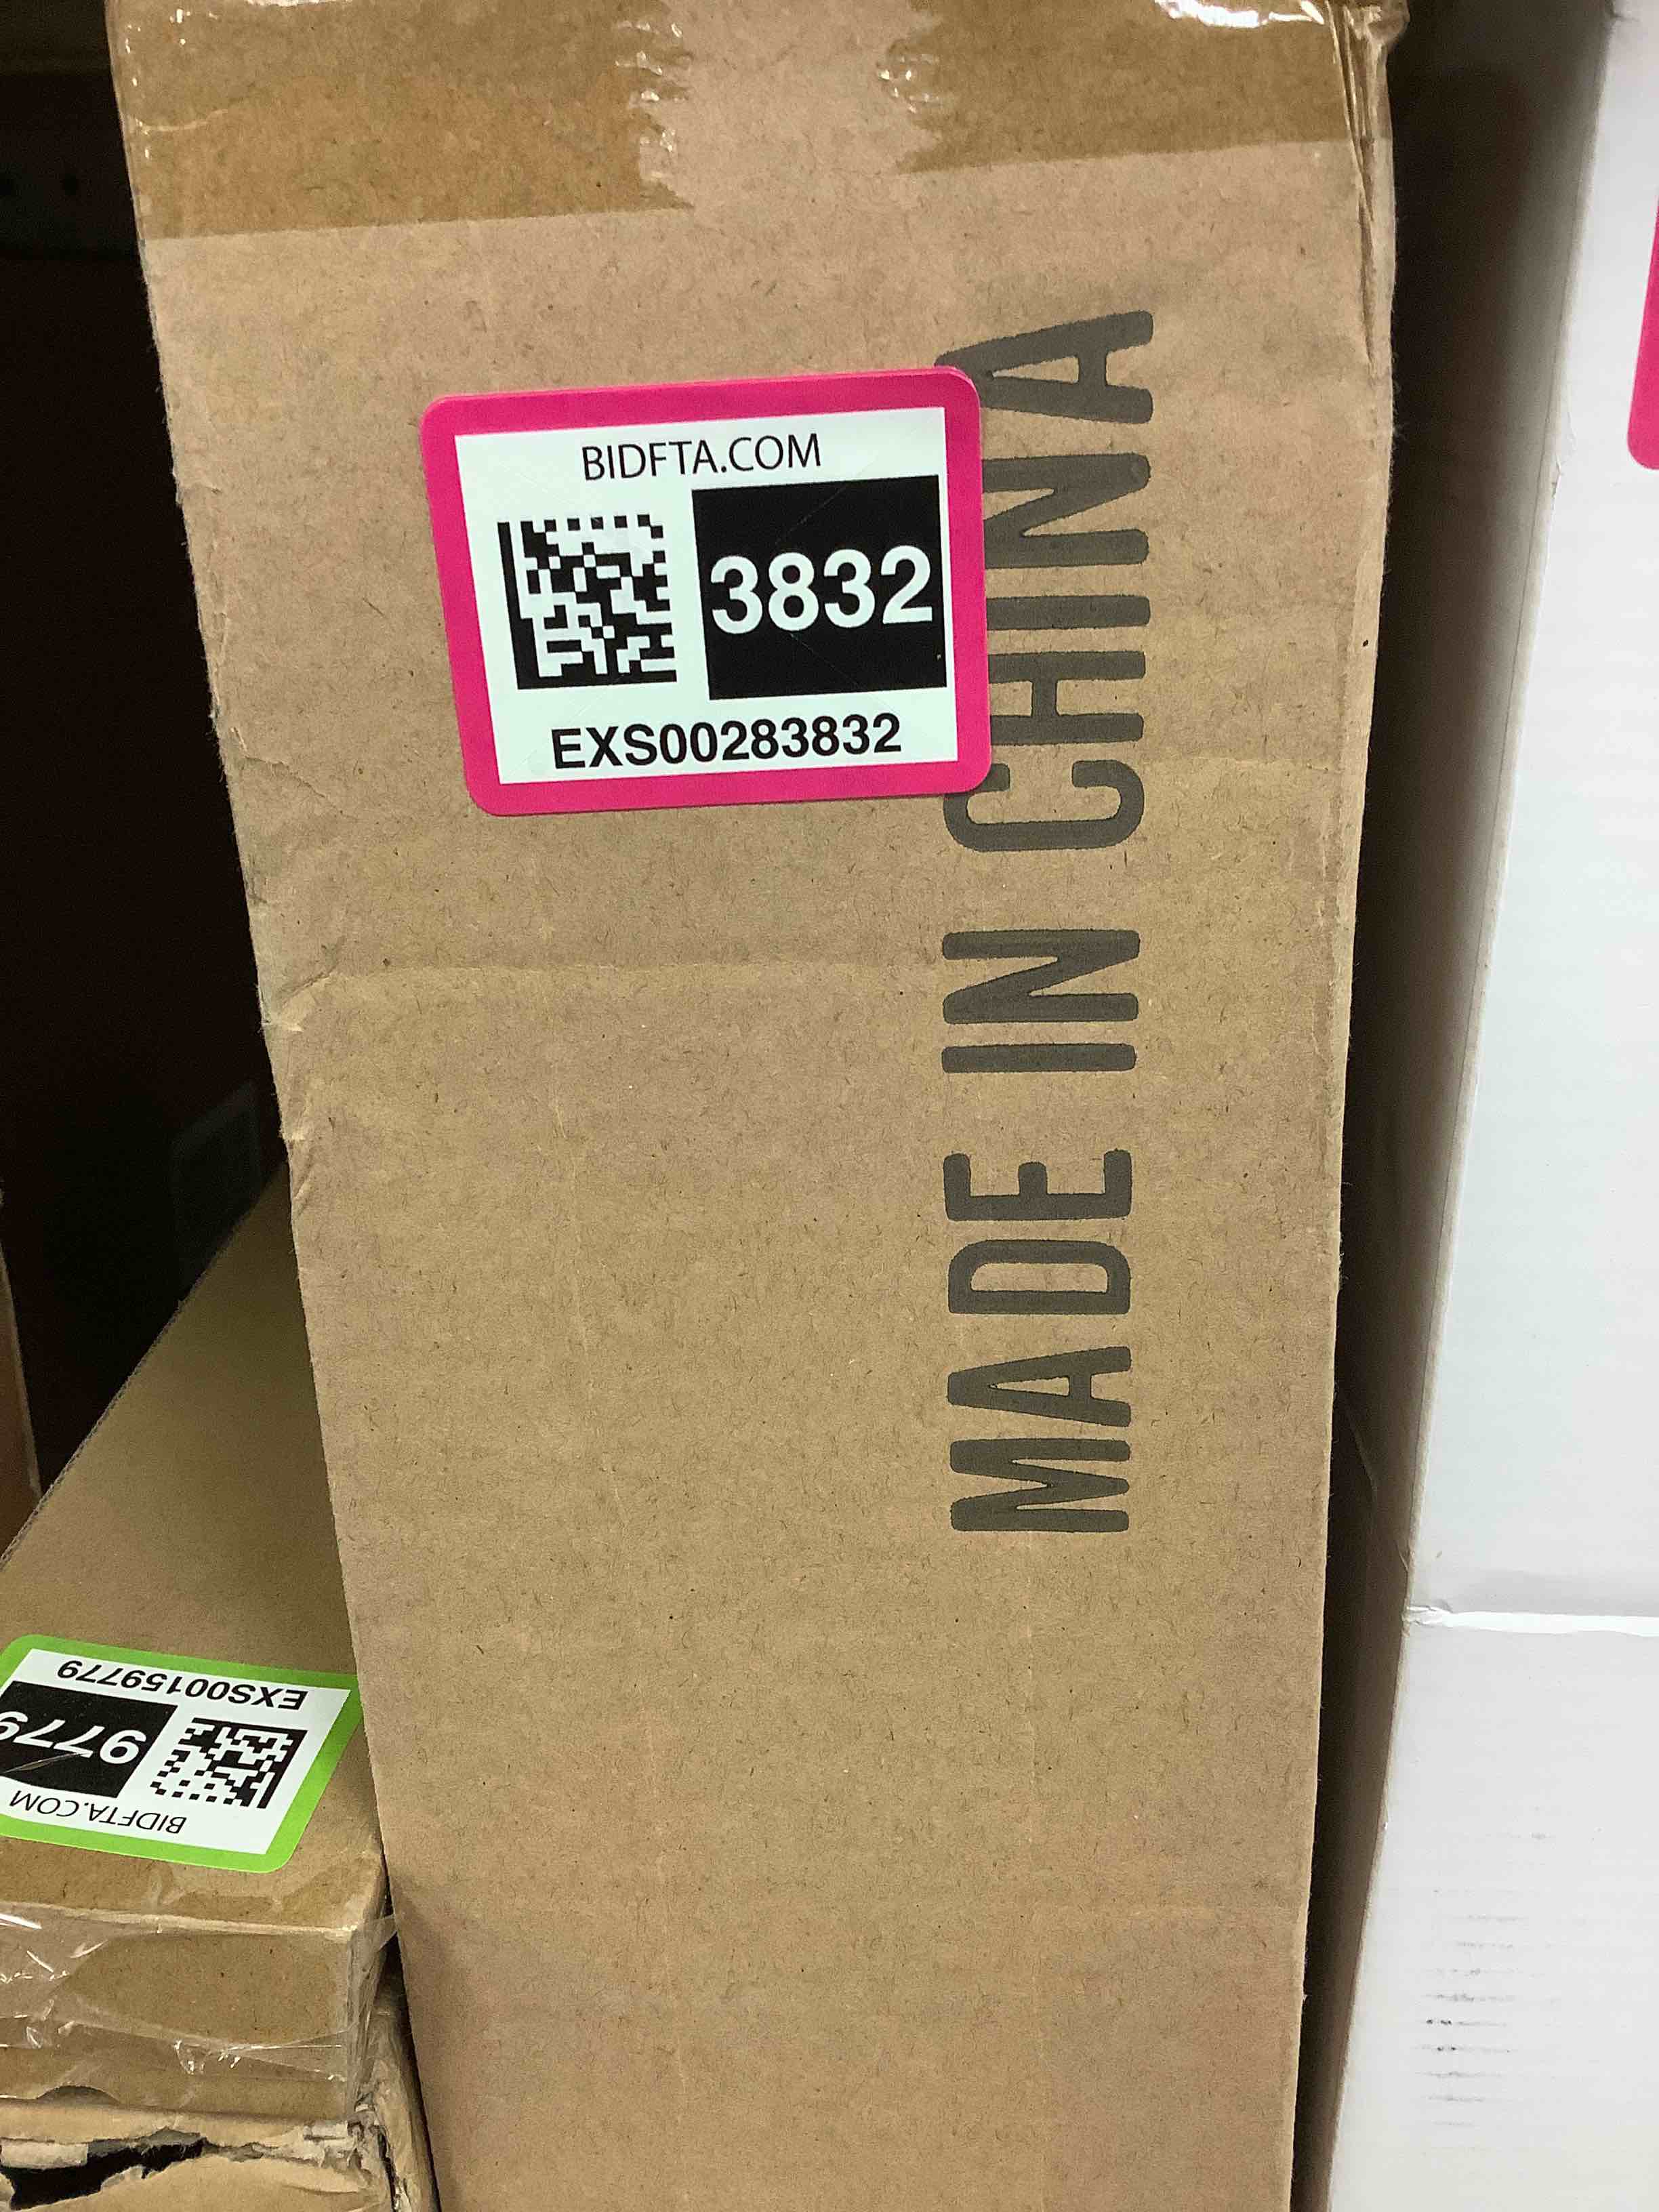 BIDFTA.COM
3832
EXS00283832
MADE IN CHINA
BIDFTA.COM
9779
EXS00159779